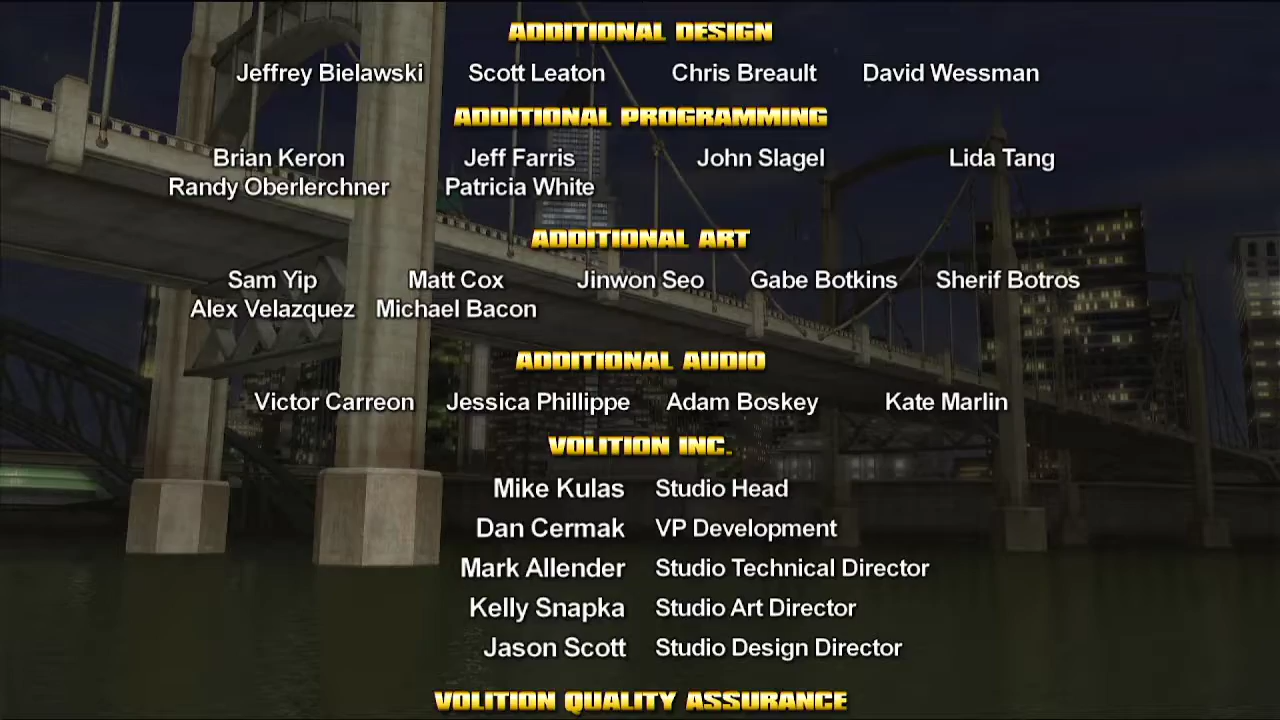 ADDITIONAL DESIGN
Jeffrey Bielawski Scott Leaton Chris Breault David Wessman
ADDITIONAL PROGRAMMING
Brian Keron Jeff Farris John Slagel Lida Tang
Randy Oberlerchner Patricia White
ADDITIONAL ART
Sam Yip Matt Cox Jinwon Seo Gabe Botkins Sherif Botros
Alex Velazquez Michael Bacon
ADDITIONAL AUDIO
Victor Carreon Jessica Phillippe Adam Boskey Kate Marlin
VOLITION INC.
Mike Kulas Studio Head
Dan Cermak VP Development
Mark Allender Studio Technical Director
Kelly Snapka Studio Art Director
Jason Scott Studio Design Director
VOLITION QUALITY ASSURANCE